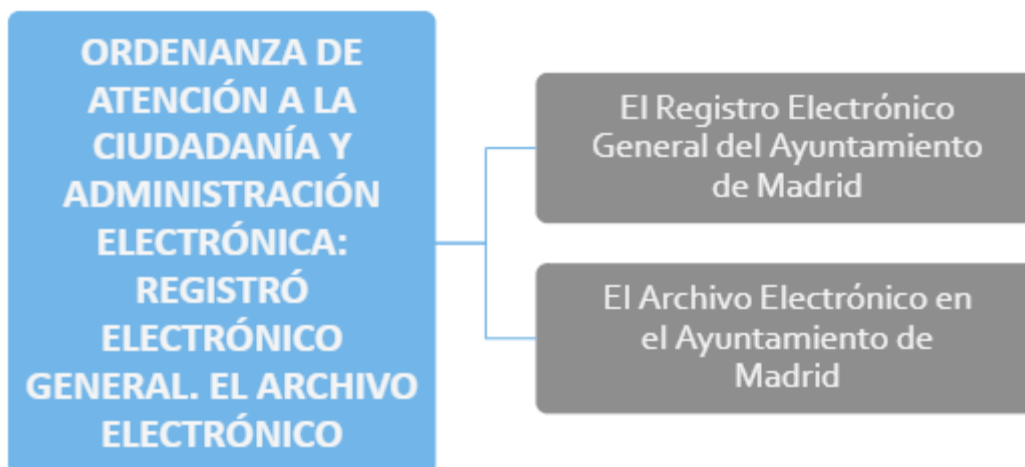 ORDENANZA DE
ATENCIÓN A LA
CIUDADANÍA Y
ADMINISTRACIÓN
ELECTRÓNICA:
REGISTRÓ
ELECTRÓNICO
GENERAL. EL ARCHIVO
ELECTRÓNICO
El Registro Electrónico
General del Ayuntamiento
de Madrid
El Archivo Electrónico en
el Ayuntamiento de
Madrid